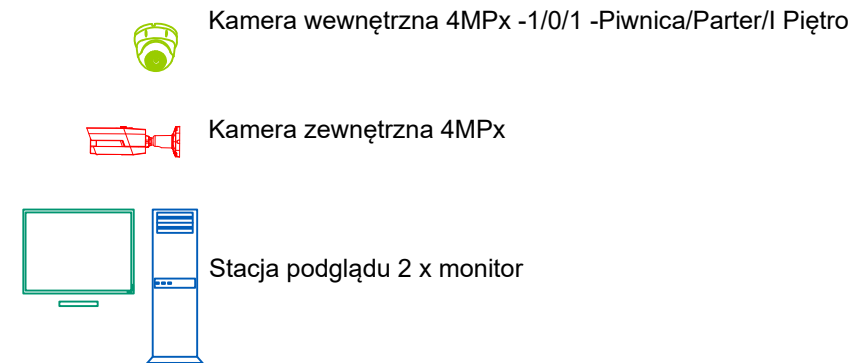 Kamera wewnętrzna 4MPx -1/0/1 -Piwnica/Parter/I Piętro
Kamera zewnętrzna 4MPx
Stacja podglądu 2 x monitor